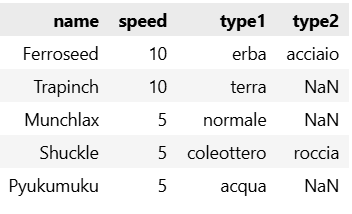 name speed type1 type2
Ferroseed 10 erba acciaio
Trapinch 10 terra NaN
Munchlax 5 normale NaN
Shuckle 5 coleottero roccia
Pyukumuku 5 acqua NaN